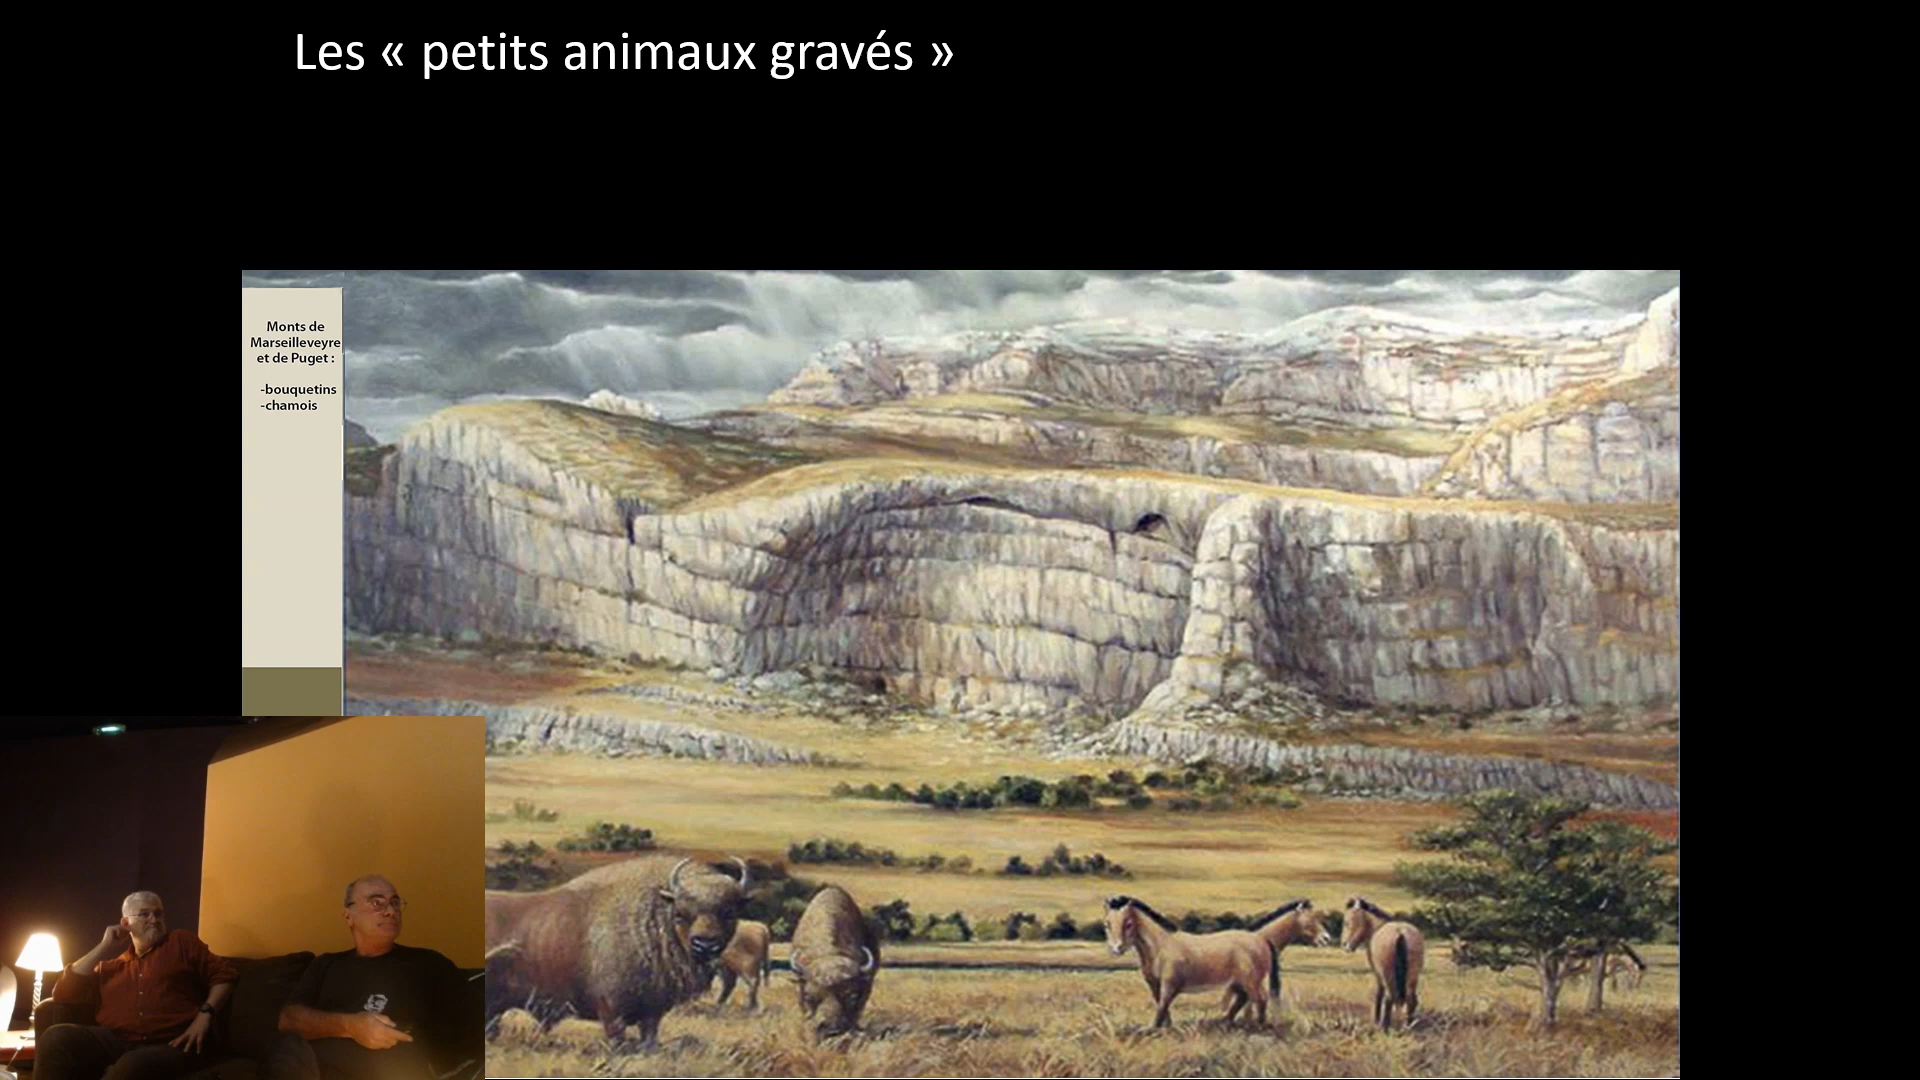 Les « petits animaux gravés »
Monts de
Marseilleveyre
et de Puget :
-bouquetins
-chamois